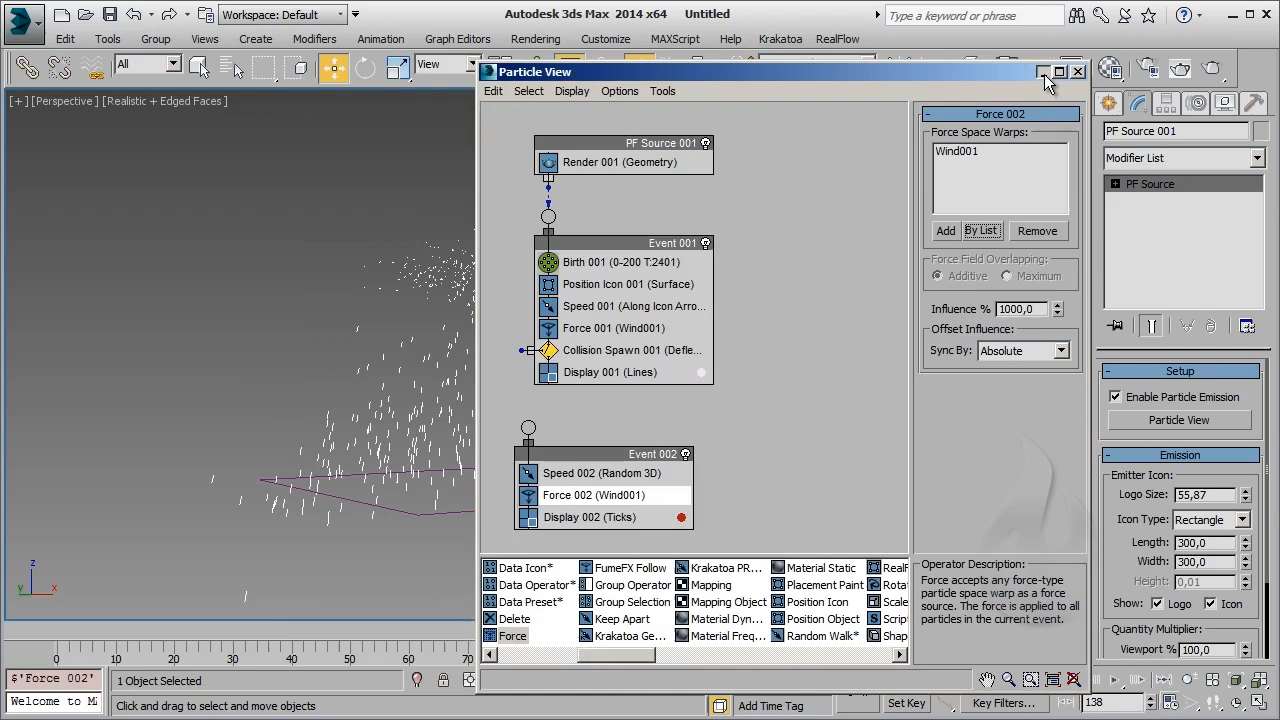 Workspace: Default
Autodesk 3ds Max 2014 x64 Untitled
Type a keyword or phrase
Edit Tools Group Views Create Modifiers Animation Graph Editors Rendering Customize MAXScript Help Krakatoa RealFlow
All
View
[+] [Perspective] [Realistic + Edged Faces]
Particle View
Edit Select Display Options Tools
PF Source 001
Render 001 (Geometry)
Event 001
Birth 001 (0-200 T:2401)
Position Icon 001 (Surface)
Speed 001 (Along Icon Arro...
Force 001 (Wind001)
Collision Spawn 001 (Defle...
Display 001 (Lines)
Event 002
Speed 002 (Random 3D)
Force 002 (Wind001)
Display 002 (Ticks)
Data Icon* FumeFX Follow Krakatoa PR... Material Static RealF
Data Operator* Group Operator Mapping Placement Paint Rota
Data Preset* Group Selection Mapping Object Position Icon Scale
Delete Keep Apart Material Dyn... Position Object Scrip
Force Krakatoa Ge... Material Freq... Random Walk* Shap
Force 002
Force Space Warps:
Wind001
Add By List Remove
Force Field Overlapping:
Additive Maximum
Influence % 1000,0
Offset Influence:
Sync By: Absolute
Operator Description:
Force accepts any force-type
particle space warp as a force
source. The force is applied to all
particles in the current event.
PF Source 001
Modifier List
PF Source
Setup
Enable Particle Emission
Particle View
Emission
Emitter Icon:
Logo Size: 55,87
Icon Type: Rectangle
Length: 300,0
Width: 300,0
Height: 0,01
Show: Logo Icon
Quantity Multiplier:
Viewport % 100,0
z
y
x
0 10 20 30 40 50 60 70
$'Force 002'
1 Object Selected
Welcome to MA
Click and drag to select and move objects
Add Time Tag
Set Key
Key Filters...
138